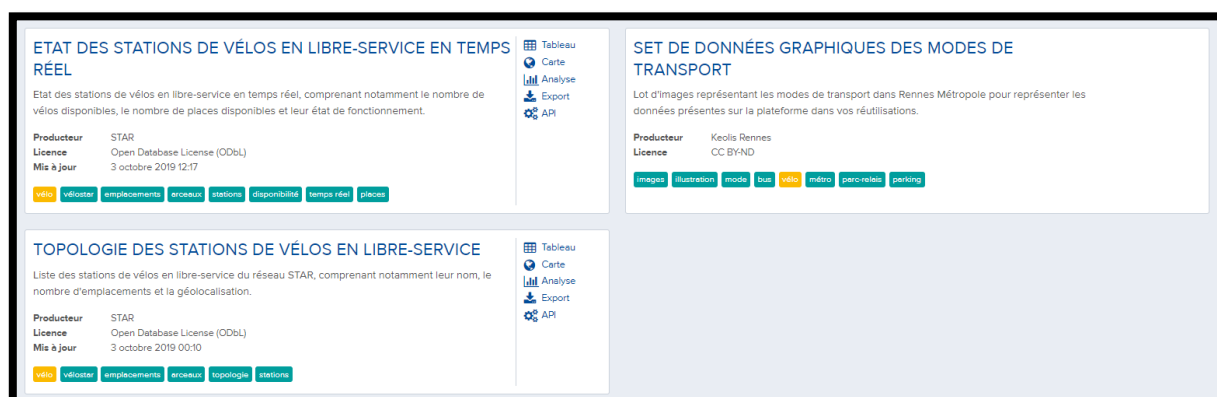 ETAT DES STATIONS DE VÉLOS EN LIBRE-SERVICE EN TEMPS
RÉEL
Etat des stations de vélos en libre-service en temps réel, comprenant notamment le nombre de
vélos disponibles, le nombre de places disponibles et leur état de fonctionnement.
Producteur STAR
Licence Open Database License (ODbL)
Mis à jour 3 octobre 2019 12:17
vélo vélostar emplacements arceaux stations disponibilité temps réel places
Tableau
Carte
Analyse
Export
API
SET DE DONNÉES GRAPHIQUES DES MODES DE
TRANSPORT
Lot d'images représentant les modes de transport dans Rennes Métropole pour représenter les
données présentes sur la plateforme dans vos réutilisations.
Producteur Keolis Rennes
Licence CC BY-ND
images illustration mode bus vélo métro parc-relais parking
TOPOLOGIE DES STATIONS DE VÉLOS EN LIBRE-SERVICE
Liste des stations de vélos en libre-service du réseau STAR, comprenant notamment leur nom, le
nombre d'emplacements et la géolocalisation.
Producteur STAR
Licence Open Database License (ODbL)
Mis à jour 3 octobre 2019 00:10
vélo vélostar emplacements arceaux topologie stations
Tableau
Carte
Analyse
Export
API